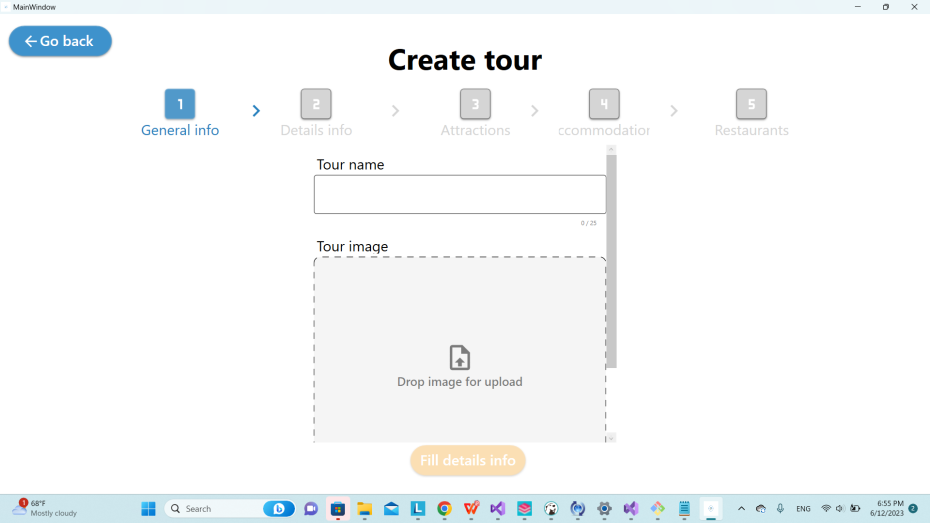 MainWindow
Go back
Create tour
1
2
3
4
5
General info
Details info
Attractions
ccommodation
Restaurants
Tour name
0 / 25
Tour image
Drop image for upload
Fill details info
1
68°F
Mostly cloudy
Search
ENG
6:55 PM
6/12/2023
2